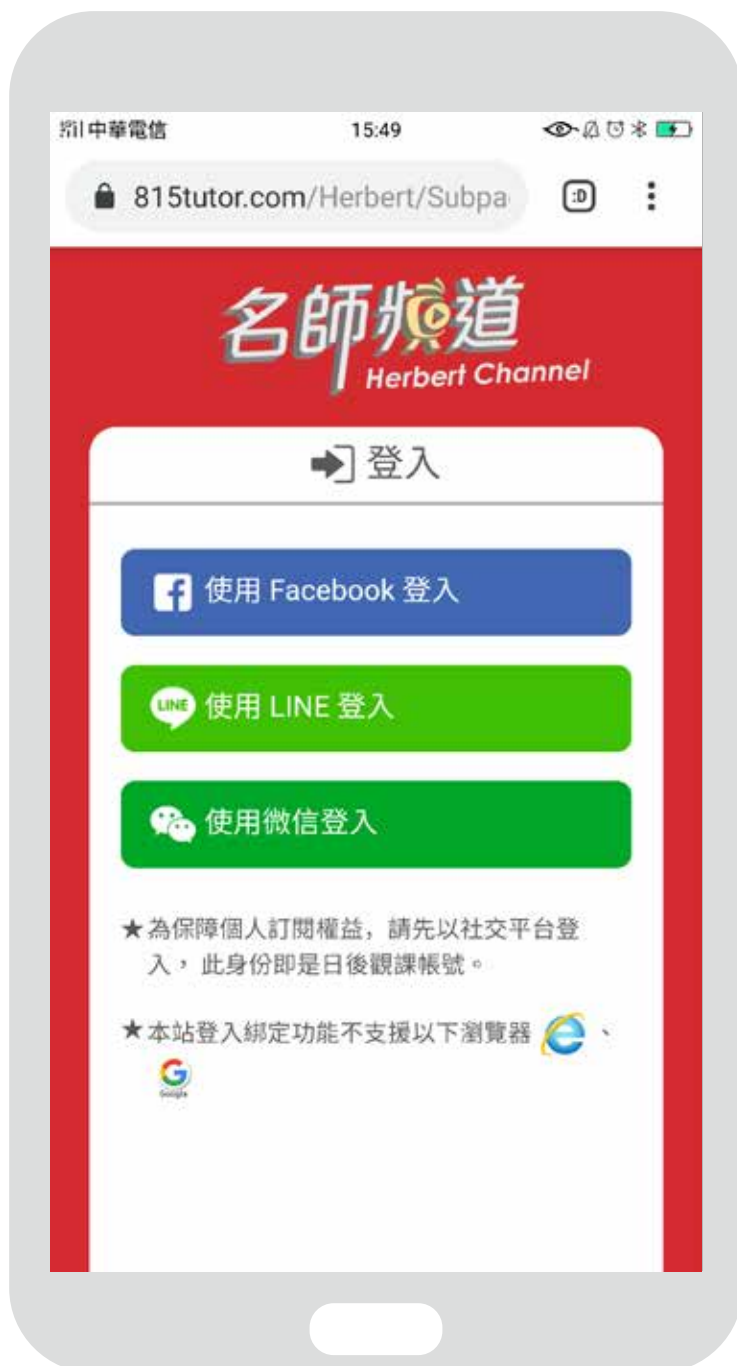 中華電信 15:49
815tutor.com/Herbert/Subpa :D
名師頻道
Herbert Channel
登入
使用 Facebook 登入
LINE 使用 LINE 登入
使用微信登入
★為保障個人訂閱權益，請先以社交平台登
入，此身份即是日後觀課帳號。
★本站登入綁定功能不支援以下瀏覽器 、
Google